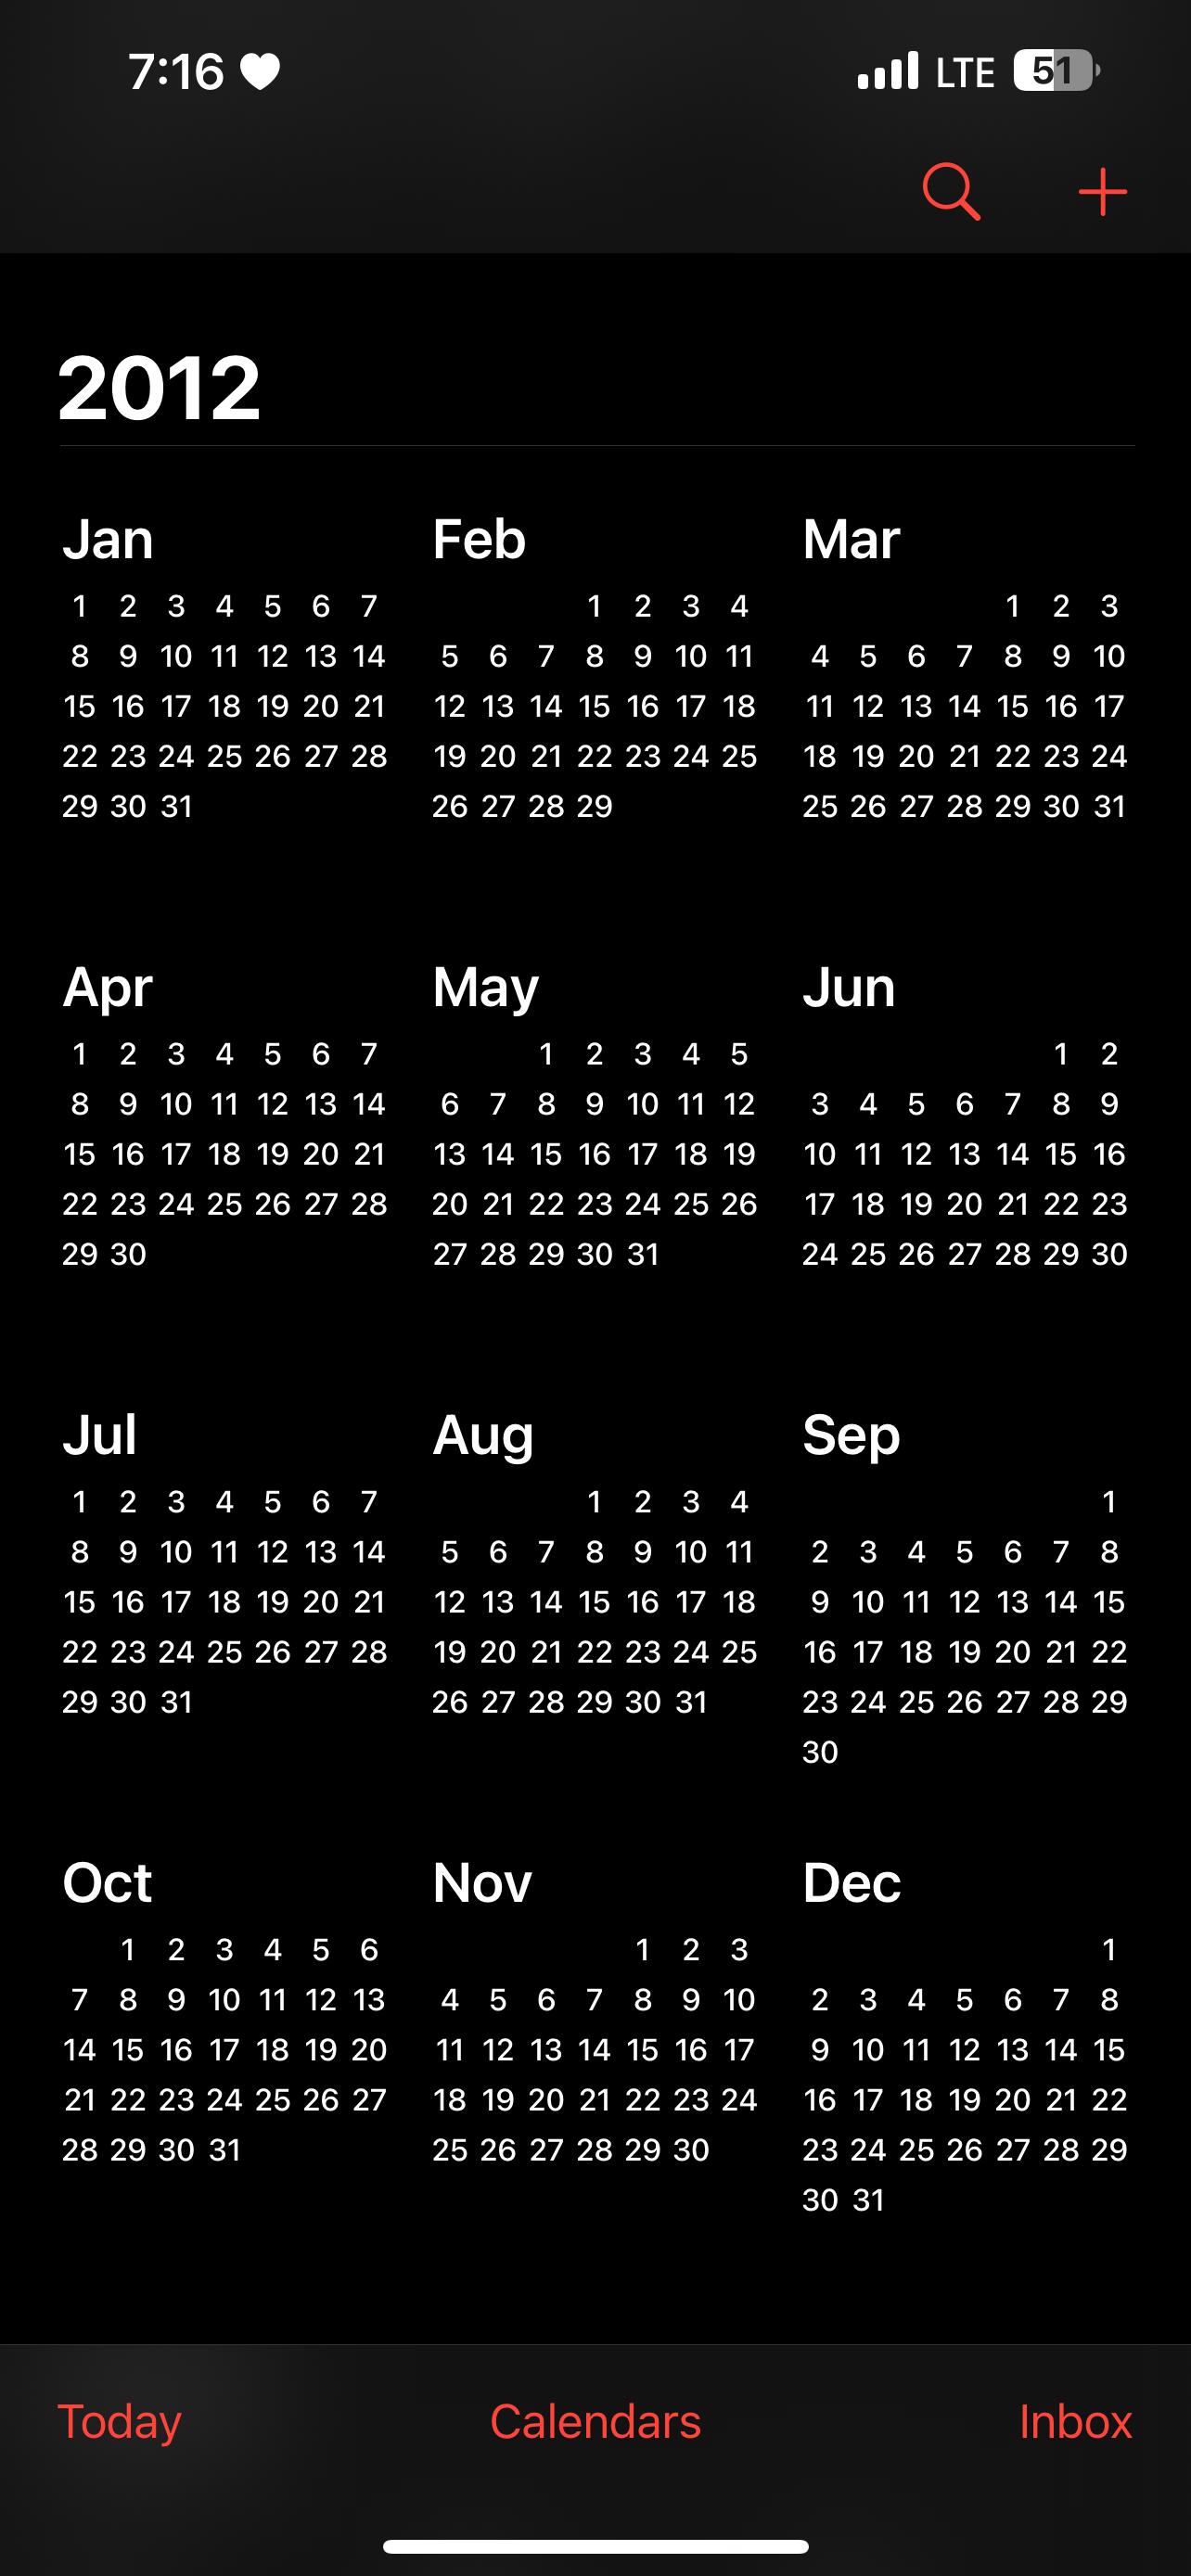 7:16 LTE 51
2012
Jan Feb Mar
1 2 3 4 5 6 7 1 2 3 4 1 2 3
8 9 10 11 12 13 14 5 6 7 8 9 10 11 4 5 6 7 8 9 10
15 16 17 18 19 20 21 12 13 14 15 16 17 18 11 12 13 14 15 16 17
22 23 24 25 26 27 28 19 20 21 22 23 24 25 18 19 20 21 22 23 24
29 30 31 26 27 28 29 25 26 27 28 29 30 31
Apr May Jun
1 2 3 4 5 6 7 1 2 3 4 5 1 2
8 9 10 11 12 13 14 6 7 8 9 10 11 12 3 4 5 6 7 8 9
15 16 17 18 19 20 21 13 14 15 16 17 18 19 10 11 12 13 14 15 16
22 23 24 25 26 27 28 20 21 22 23 24 25 26 17 18 19 20 21 22 23
29 30 27 28 29 30 31 24 25 26 27 28 29 30
Jul Aug Sep
1 2 3 4 5 6 7 1 2 3 4 1
8 9 10 11 12 13 14 5 6 7 8 9 10 11 2 3 4 5 6 7 8
15 16 17 18 19 20 21 12 13 14 15 16 17 18 9 10 11 12 13 14 15
22 23 24 25 26 27 28 19 20 21 22 23 24 25 16 17 18 19 20 21 22
29 30 31 26 27 28 29 30 31 23 24 25 26 27 28 29
30
Oct Nov Dec
1 2 3 4 5 6 1 2 3 1
7 8 9 10 11 12 13 4 5 6 7 8 9 10 2 3 4 5 6 7 8
14 15 16 17 18 19 20 11 12 13 14 15 16 17 9 10 11 12 13 14 15
21 22 23 24 25 26 27 18 19 20 21 22 23 24 16 17 18 19 20 21 22
28 29 30 31 25 26 27 28 29 30 23 24 25 26 27 28 29
30 31
Today Calendars Inbox